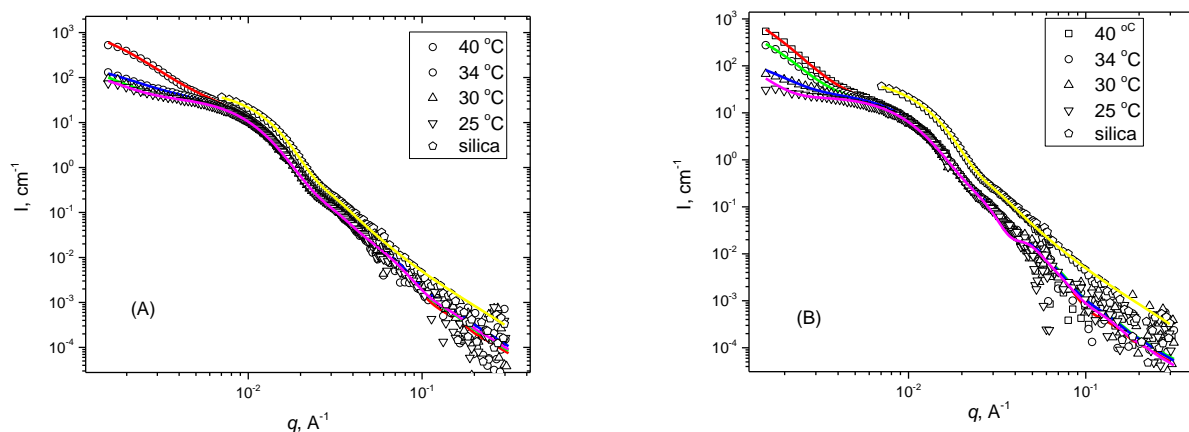 10³
10²
10¹
10⁰
10⁻¹
10⁻²
10⁻³
10⁻⁴
I, cm⁻¹
40 °C
34 °C
30 °C
25 °C
silica
(A)
10⁻²
10⁻¹
q, A⁻¹
10³
10²
10¹
10⁰
10⁻¹
10⁻²
10⁻³
10⁻⁴
I, cm⁻¹
40 °C
34 °C
30 °C
25 °C
silica
(B)
10⁻²
10⁻¹
q, A⁻¹